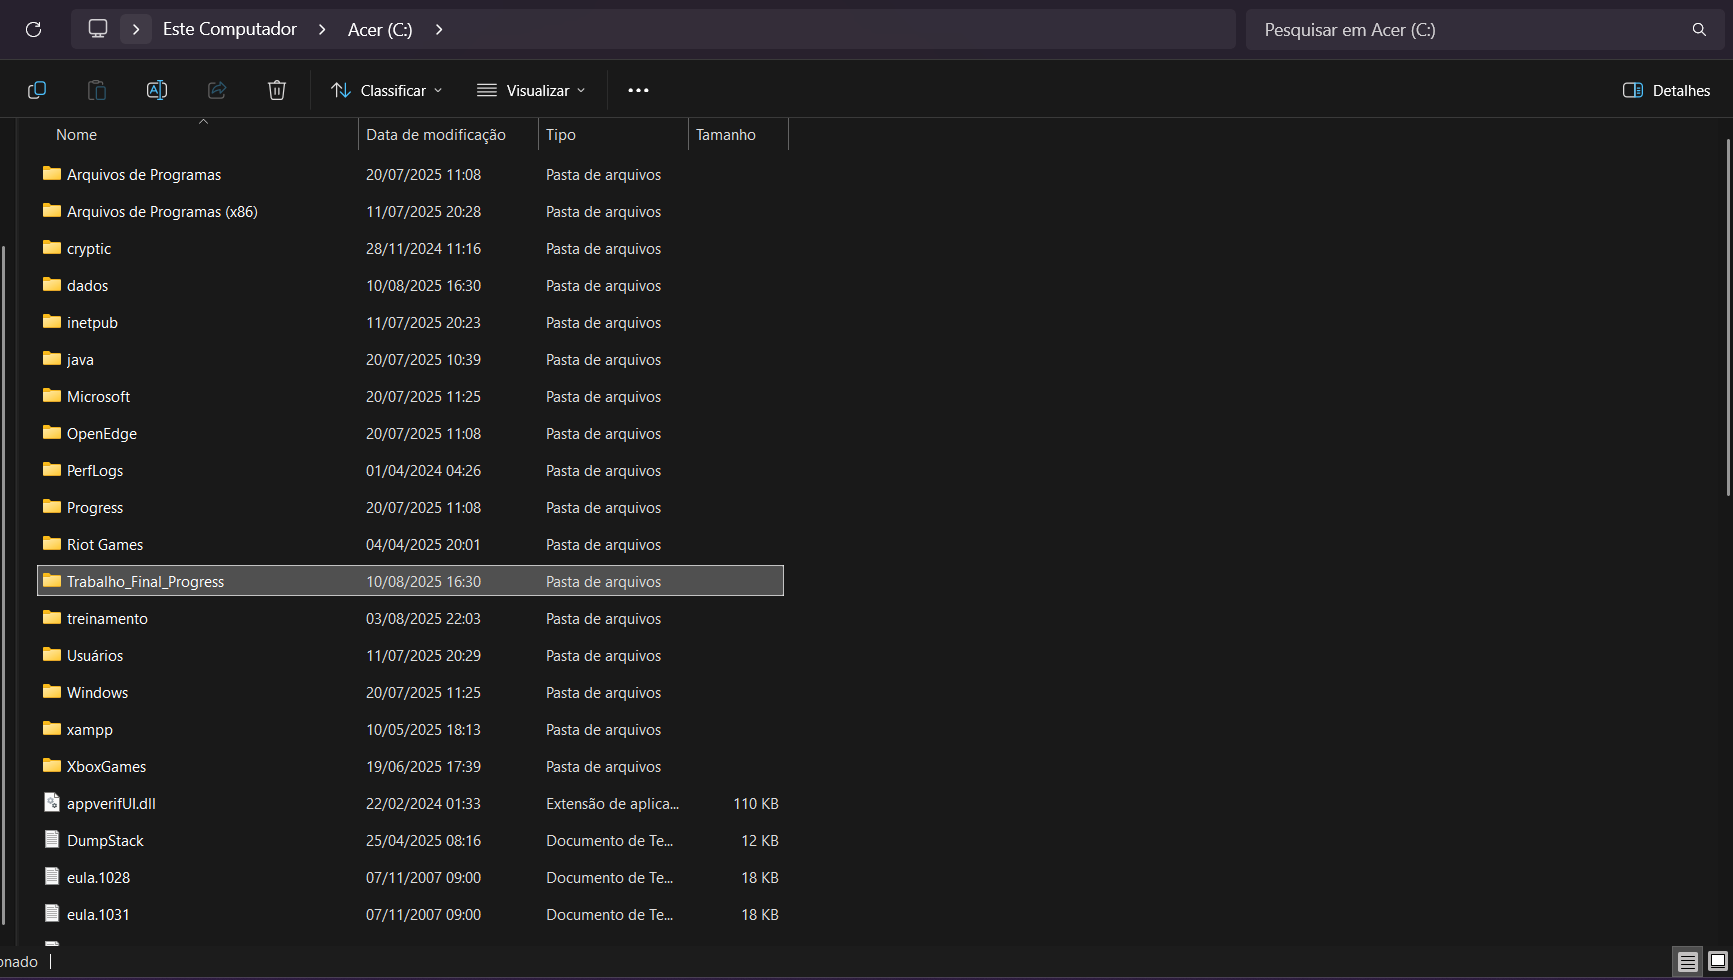 Este Computador > Acer (C:) >
Pesquisar em Acer (C:)
Classificar
Visualizar
Detalhes
Nome Data de modificação Tipo Tamanho
Arquivos de Programas 20/07/2025 11:08 Pasta de arquivos
Arquivos de Programas (x86) 11/07/2025 20:28 Pasta de arquivos
cryptic 28/11/2024 11:16 Pasta de arquivos
dados 10/08/2025 16:30 Pasta de arquivos
inetpub 11/07/2025 20:23 Pasta de arquivos
java 20/07/2025 10:39 Pasta de arquivos
Microsoft 20/07/2025 11:25 Pasta de arquivos
OpenEdge 20/07/2025 11:08 Pasta de arquivos
PerfLogs 01/04/2024 04:26 Pasta de arquivos
Progress 20/07/2025 11:08 Pasta de arquivos
Riot Games 04/04/2025 20:01 Pasta de arquivos
Trabalho_Final_Progress 10/08/2025 16:30 Pasta de arquivos
treinamento 03/08/2025 22:03 Pasta de arquivos
Usuários 11/07/2025 20:29 Pasta de arquivos
Windows 20/07/2025 11:25 Pasta de arquivos
xampp 10/05/2025 18:13 Pasta de arquivos
XboxGames 19/06/2025 17:39 Pasta de arquivos
appverifUI.dll 22/02/2024 01:33 Extensão de aplica... 110 KB
DumpStack 25/04/2025 08:16 Documento de Te... 12 KB
eula.1028 07/11/2007 09:00 Documento de Te... 18 KB
eula.1031 07/11/2007 09:00 Documento de Te... 18 KB
onado